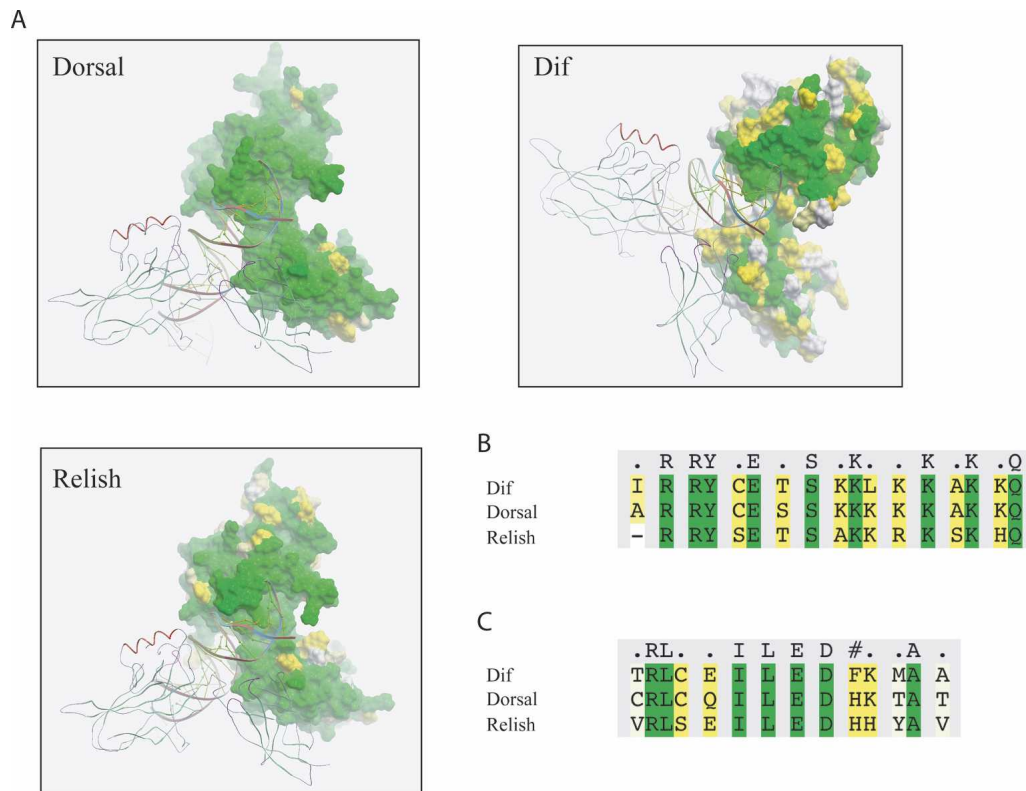 A
Dorsal
Dif
Relish
B
. R RY .E . S .K. . K .K .Q
Dif I R RY CE T S KKL K K AK KQ
Dorsal A R RY CE S S KKK K K AK KQ
Relish - R RY SE T S AKK R K SK HQ
C
.RL. . I L E D #. .A .
Dif TRLC E I L E D FK MA A
Dorsal CRLC Q I L E D HK TA T
Relish VRLS E I L E D HH YA V